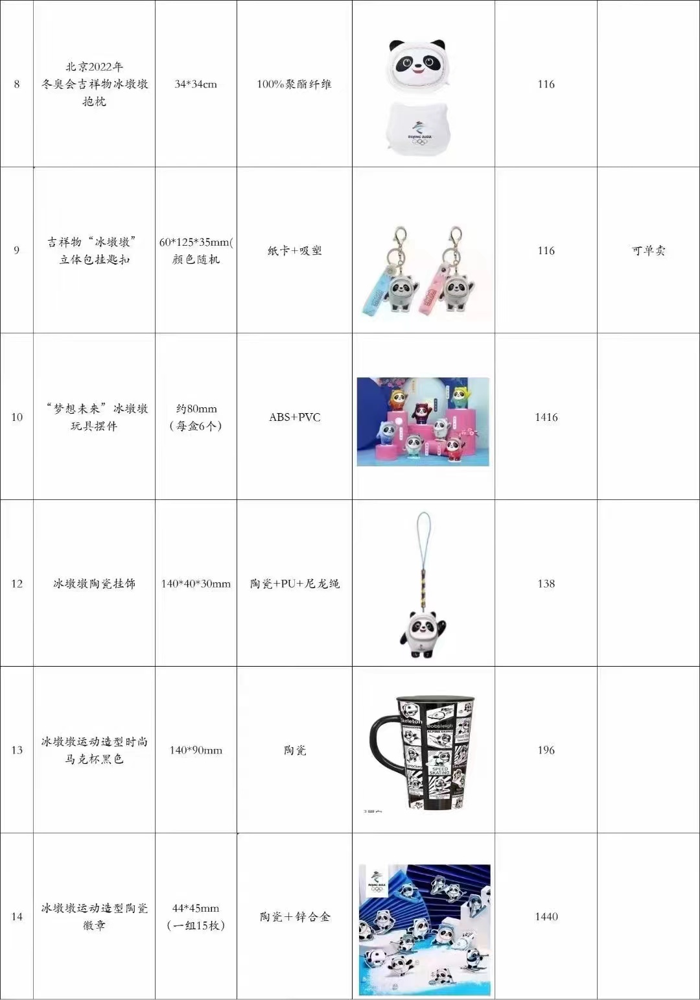 8
北京2022年
冬奥会吉祥物冰墩墩
抱枕
34*34cm
100%聚酯纤维
BEIJING 2022
116
9
吉祥物“冰墩墩”
立体包挂匙扣
60*125*35mm(
颜色随机
纸卡+吸塑
116
可单卖
10
“梦想未来”冰墩墩
玩具摆件
约80mm
（每盒6个）
ABS+PVC
1416
12
冰墩墩陶瓷挂饰
140*40*30mm
陶瓷+PU+尼龙绳
138
13
冰墩墩运动造型时尚
马克杯黑色
140*90mm
陶瓷
Skeleton
Bobsleigh
ALPINE SKIING
SPEED
SKATING
Cross-Country
196
14
冰墩墩运动造型陶瓷
徽章
44*45mm
（一组15枚）
陶瓷＋锌合金
BEIJING 2022
1440